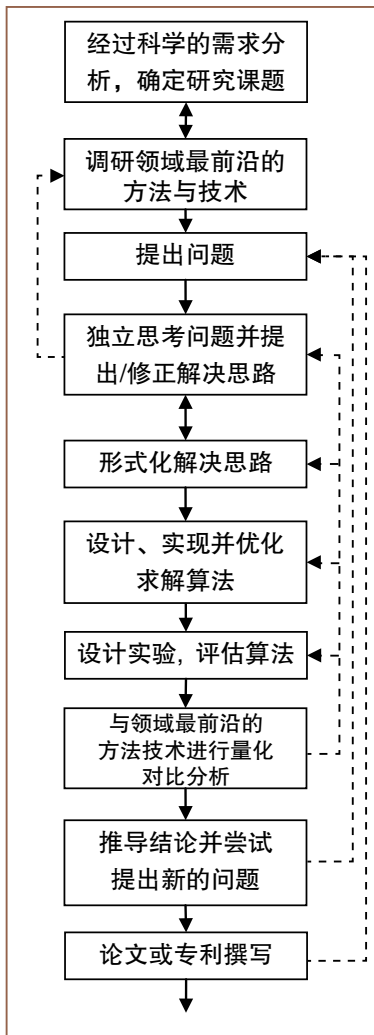 经过科学的需求分
析，确定研究课题
调研领域最前沿的
方法与技术
提出问题
独立思考问题并提
出/修正解决思路
形式化解决思路
设计、实现并优化
求解算法
设计实验, 评估算法
与领域最前沿的
方法技术进行量化
对比分析
推导结论并尝试
提出新的问题
论文或专利撰写